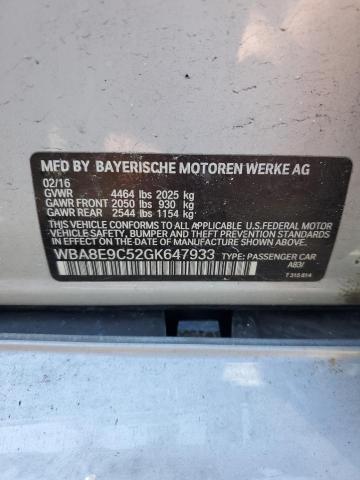 MFD BY BAYERISCHE MOTOREN WERKE AG
02/16
GVWR 4464 lbs 2025 kg
GAWR FRONT 2050 lbs 930 kg
GAWR REAR 2544 lbs 1154 kg
THIS VEHICLE CONFORMS TO ALL APPLICABLE U.S.FEDERAL MOTOR
VEHICLE SAFETY, BUMPER AND THEFT PREVENTION STANDARDS
IN EFFECT ON THE DATE OF MANUFACTURE SHOWN ABOVE.
WBA8E9C52GK647933 TYPE: PASSENGER CAR
A83/
T 315 614